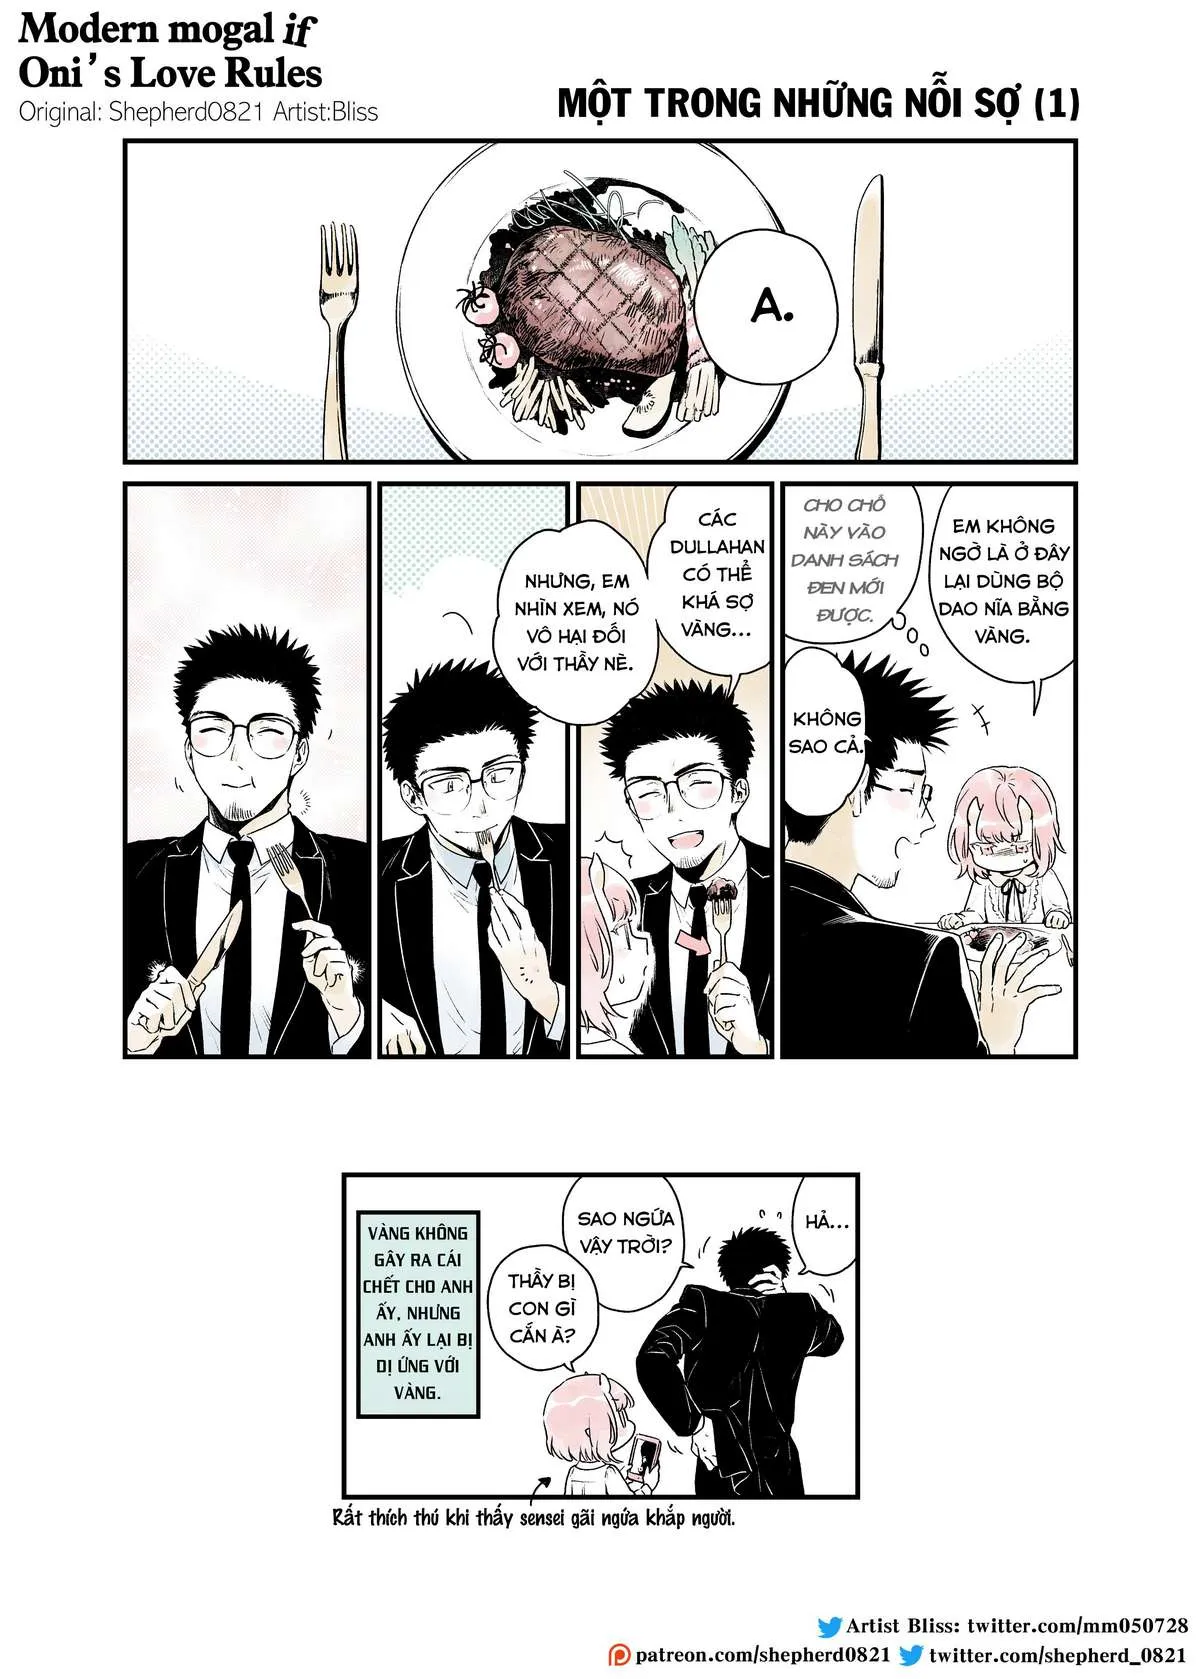 Modern mogal if
Oni's Love Rules
Original: Shepherd0821 Artist:Bliss
MỘT TRONG NHỮNG NỖI SỢ (1)
A.
EM KHÔNG
NGỜ LÀ Ở ĐÂY
LẠI DÙNG BỘ
DAO NĨA BẰNG
VÀNG.
CHO CHỖ
NÀY VÀO
DANH SÁCH
ĐEN MỚI
ĐƯỢC.
KHÔNG
SAO CẢ.
CÁC
DULLAHAN
CÓ THỂ
KHÁ SỢ
VÀNG...
NHƯNG, EM
NHÌN XEM, NÓ
VÔ HẠI ĐỐI
VỚI THẦY NÈ.
HẢ...
SAO NGỨA
VẬY TRỜI?
THẦY BỊ
CON GÌ
CẮN À?
VÀNG KHÔNG
GÂY RA CÁI
CHẾT CHO ANH
ẤY, NHƯNG
ANH ẤY LẠI BỊ
DỊ ỨNG VỚI
VÀNG.
Rất thích thú khi thấy sensei gãi ngứa khắp người.
Artist Bliss: twitter.com/mm050728
patreon.com/shepherd0821 twitter.com/shepherd_0821